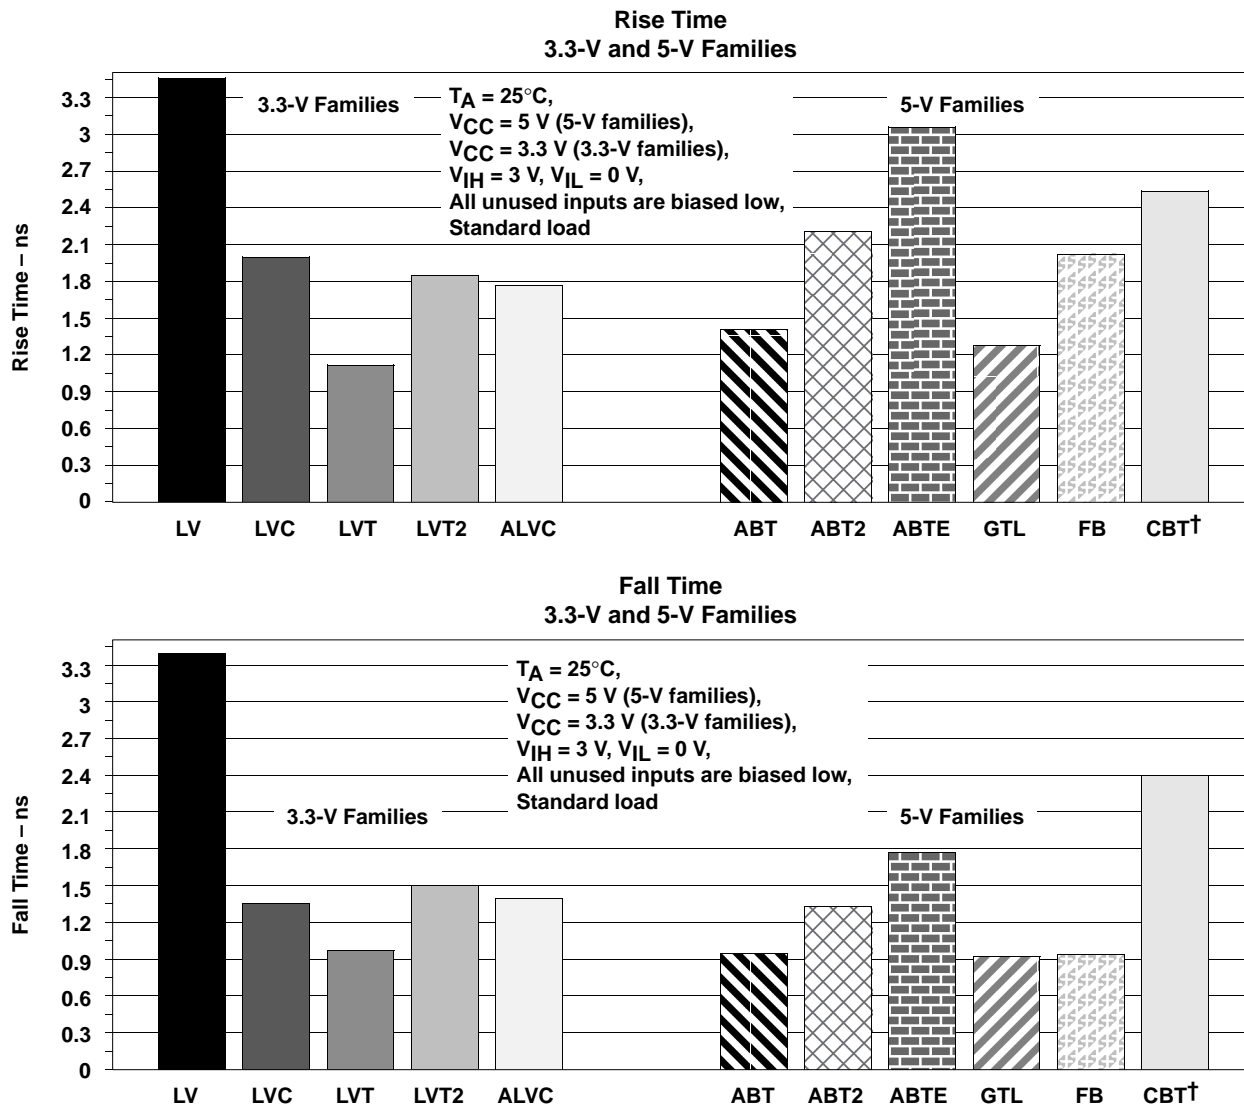 Rise Time
3.3-V and 5-V Families
3.3-V Families
TA = 25°C,
VCC = 5 V (5-V families),
VCC = 3.3 V (3.3-V families),
VIH = 3 V, VIL = 0 V,
All unused inputs are biased low,
Standard load
5-V Families
Rise Time – ns
3.3
3
2.7
2.4
2.1
1.8
1.5
1.2
0.9
0.6
0.3
0
LV LVC LVT LVT2 ALVC ABT ABT2 ABTE GTL FB CBT†
Fall Time
3.3-V and 5-V Families
TA = 25°C,
VCC = 5 V (5-V families),
VCC = 3.3 V (3.3-V families),
VIH = 3 V, VIL = 0 V,
All unused inputs are biased low,
Standard load
3.3-V Families
5-V Families
Fall Time – ns
3.3
3
2.7
2.4
2.1
1.8
1.5
1.2
0.9
0.6
0.3
0
LV LVC LVT LVT2 ALVC ABT ABT2 ABTE GTL FB CBT†